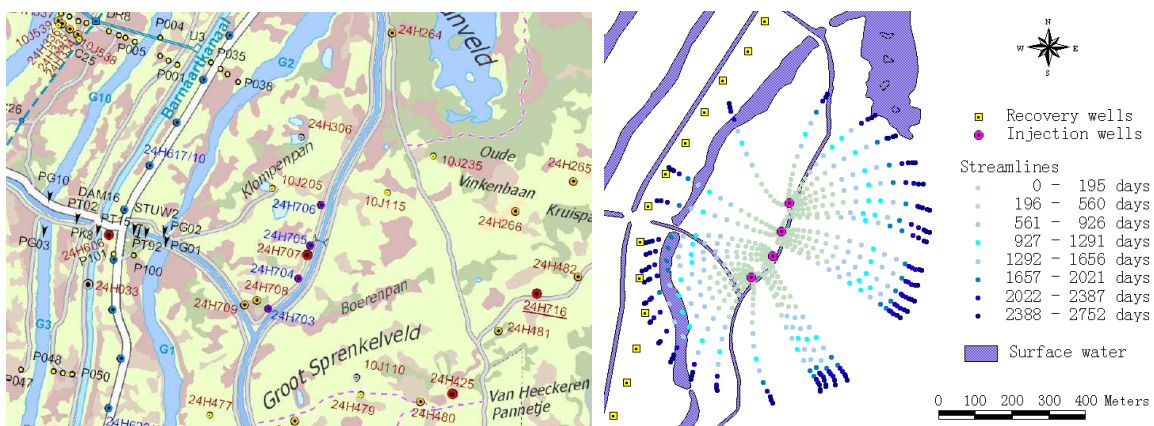 DR8
U3
P004
P005
10J539
10J538
C25
P001
P035
P038
Barnaartkanaal
G2
G10
24H264
24H306
24H617/10
Klompenpan
10J205
10J235
Oude
Vinkenbaan
24H265
Kruispa
10J115
24H266
24H706
24H705
24H707
24H704
24H708
24H709
24H703
PG10
DAM16
PT02
STUW2
PT15
PG02
PK8
PT92
PG01
PG03
24H606
P101
P100
24H033
Boerenpan
24H482
24H716
24H481
G3
G1
Groot Sprenkelveld
P048
P047
P050
10J110
24H425
24H477
24H479
24H480
Van Heeckeren
Pannetje
N
W E
S
Recovery wells
Injection wells
Streamlines
0 - 195 days
196 - 560 days
561 - 926 days
927 - 1291 days
1292 - 1656 days
1657 - 2021 days
2022 - 2387 days
2388 - 2752 days
Surface water
0 100 200 300 400 Meters